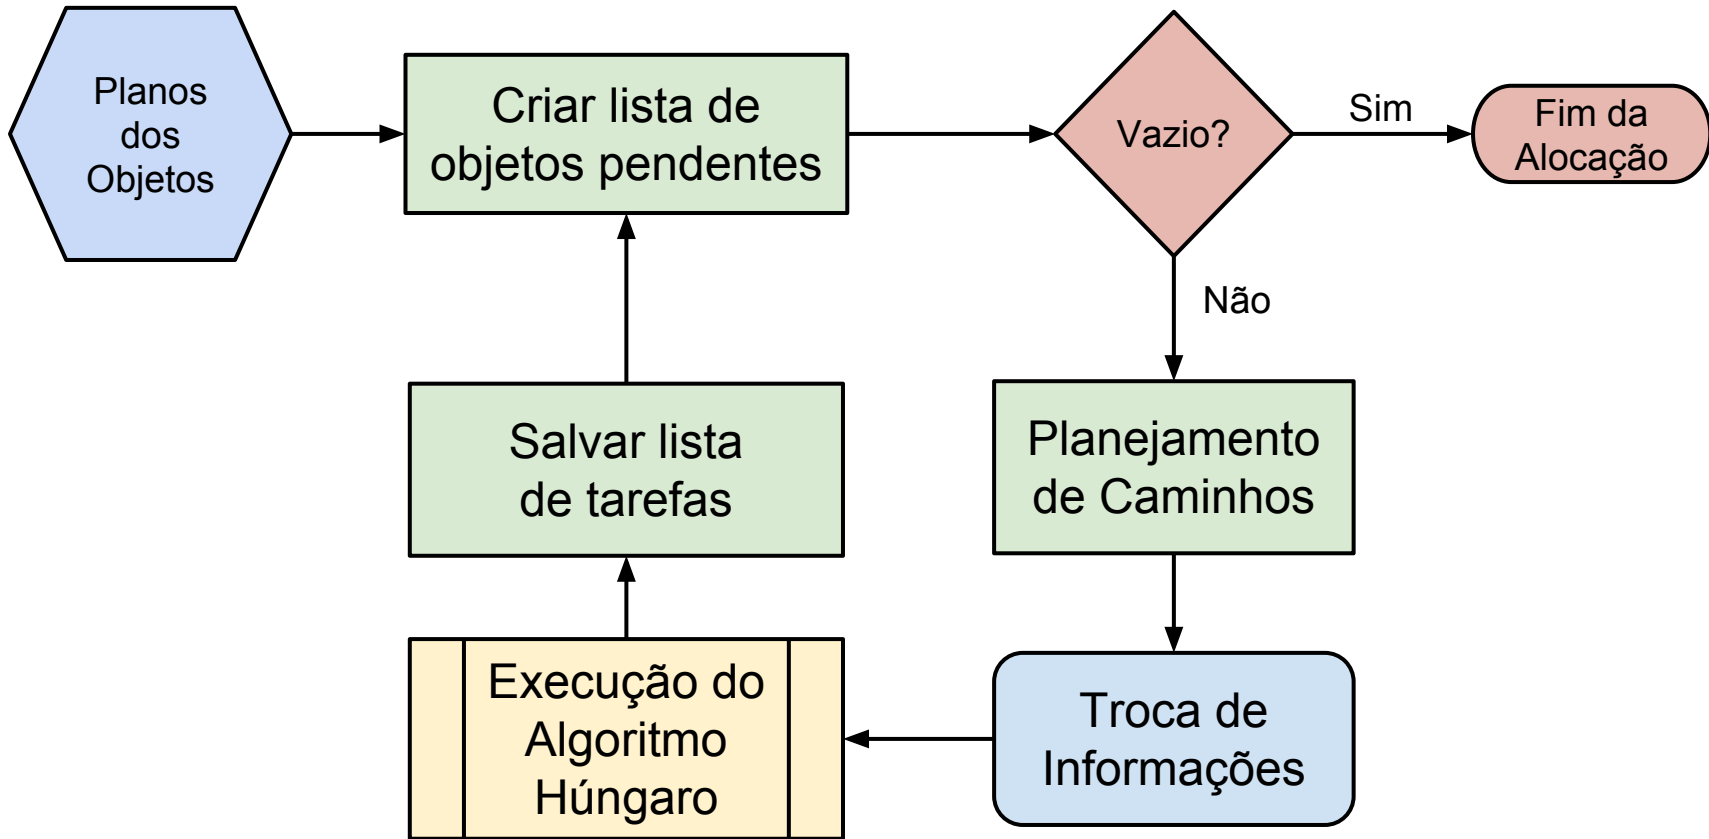 Planos
dos
Objetos
Criar lista de
objetos pendentes
Vazio?
Sim
Fim da
Alocação
Não
Salvar lista
de tarefas
Planejamento
de Caminhos
Execução do
Algoritmo
Húngaro
Troca de
Informações